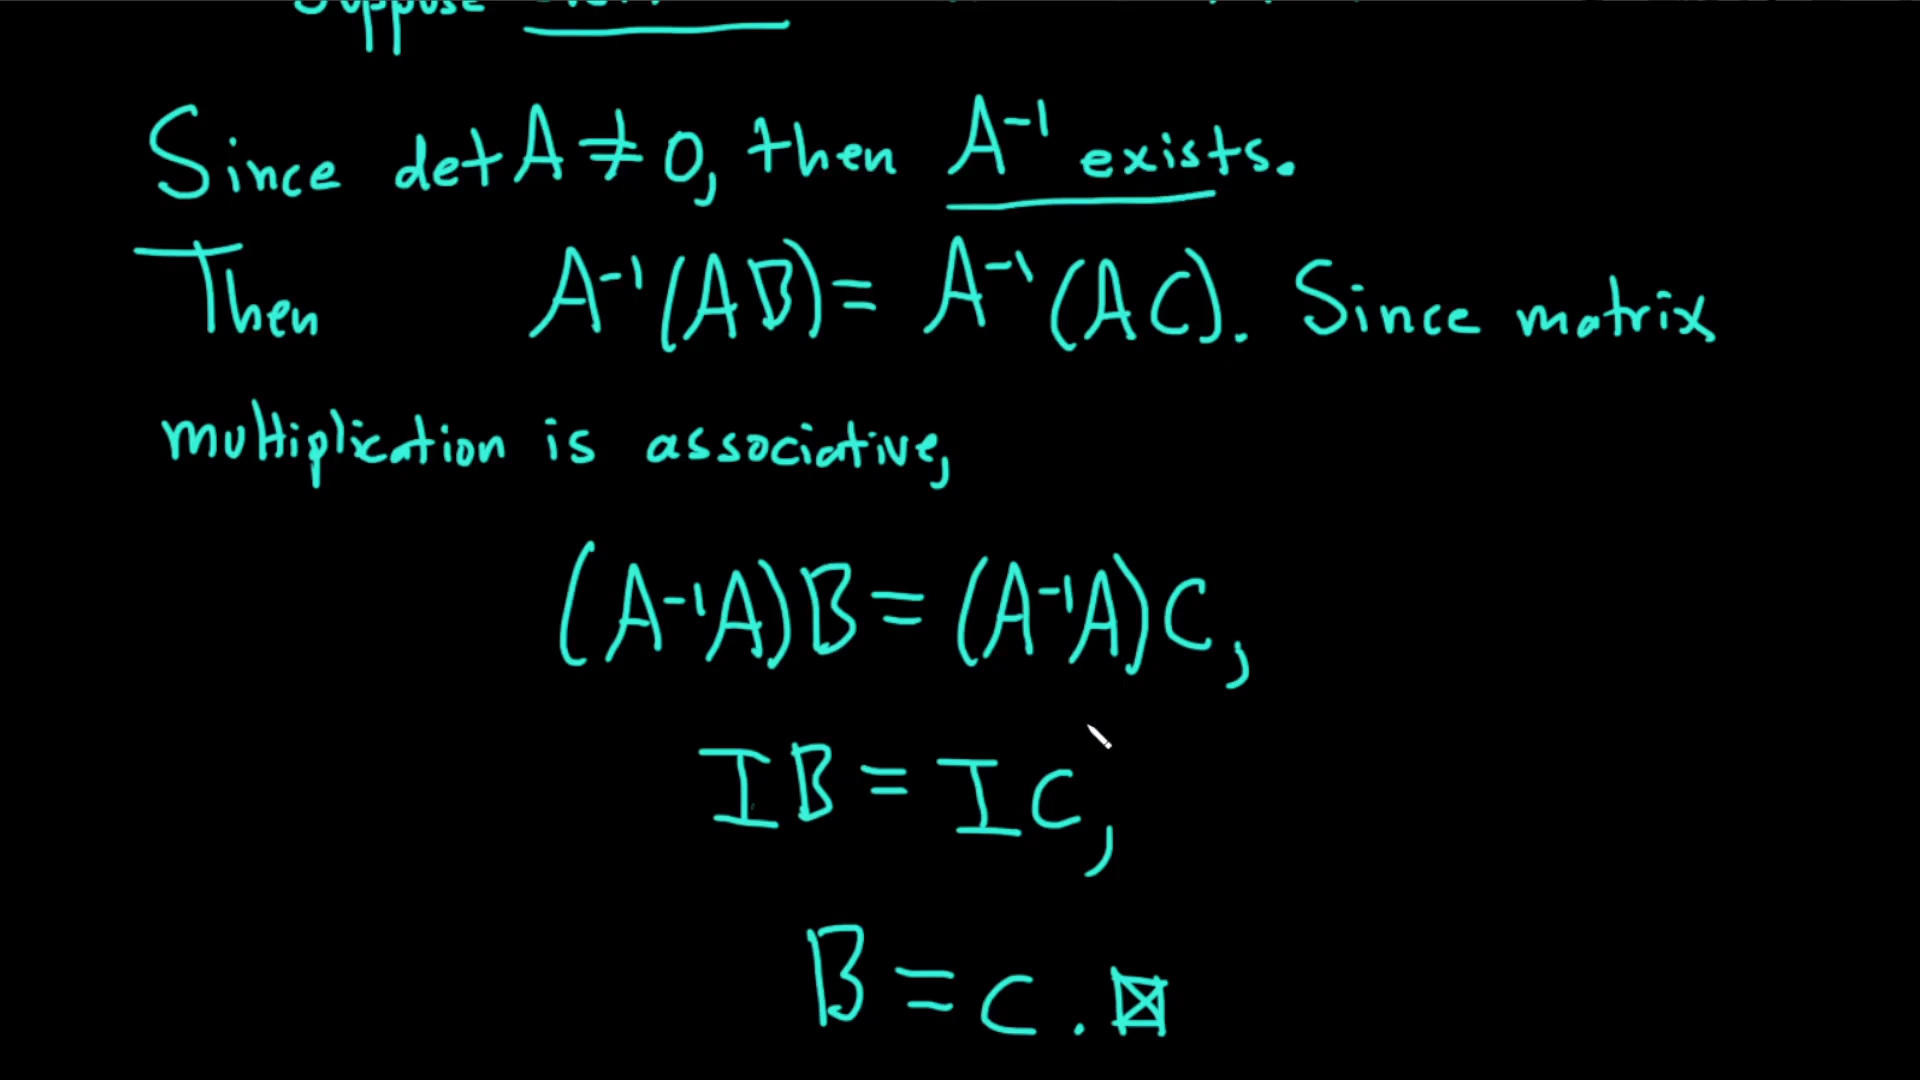 Suppose
Since det A ≠ 0, then A⁻¹ exists.
Then A⁻¹(AB) = A⁻¹(AC). Since matrix
multiplication is associative,
(A⁻¹A)B = (A⁻¹A)C,
IB = IC,
B = C. ☒